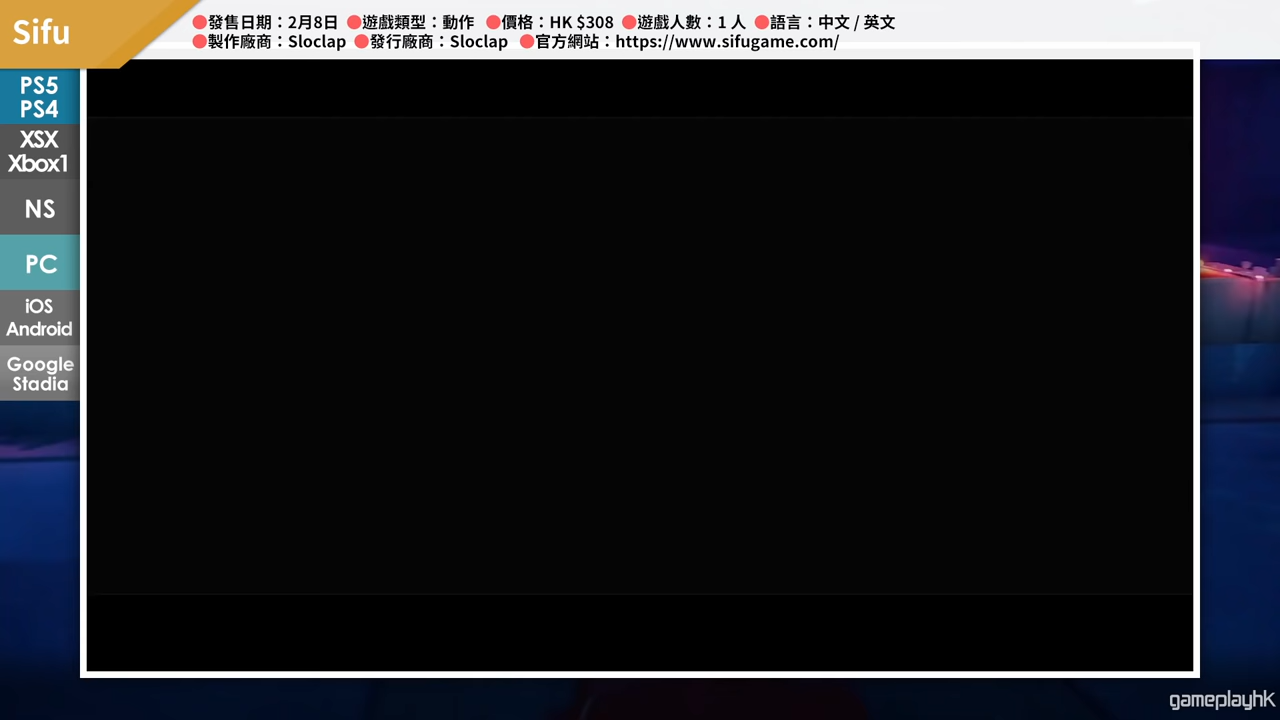 Sifu
●發售日期：2月8日 ●遊戲類型：動作 ●價格：HK $308 ●遊戲人數：1 人 ●語言：中文 / 英文
●製作廠商：Sloclap ●發行廠商：Sloclap ●官方網站：https://www.sifugame.com/
PS5
PS4
XSX
Xbox1
NS
PC
iOS
Android
Google
Stadia
gameplayhk